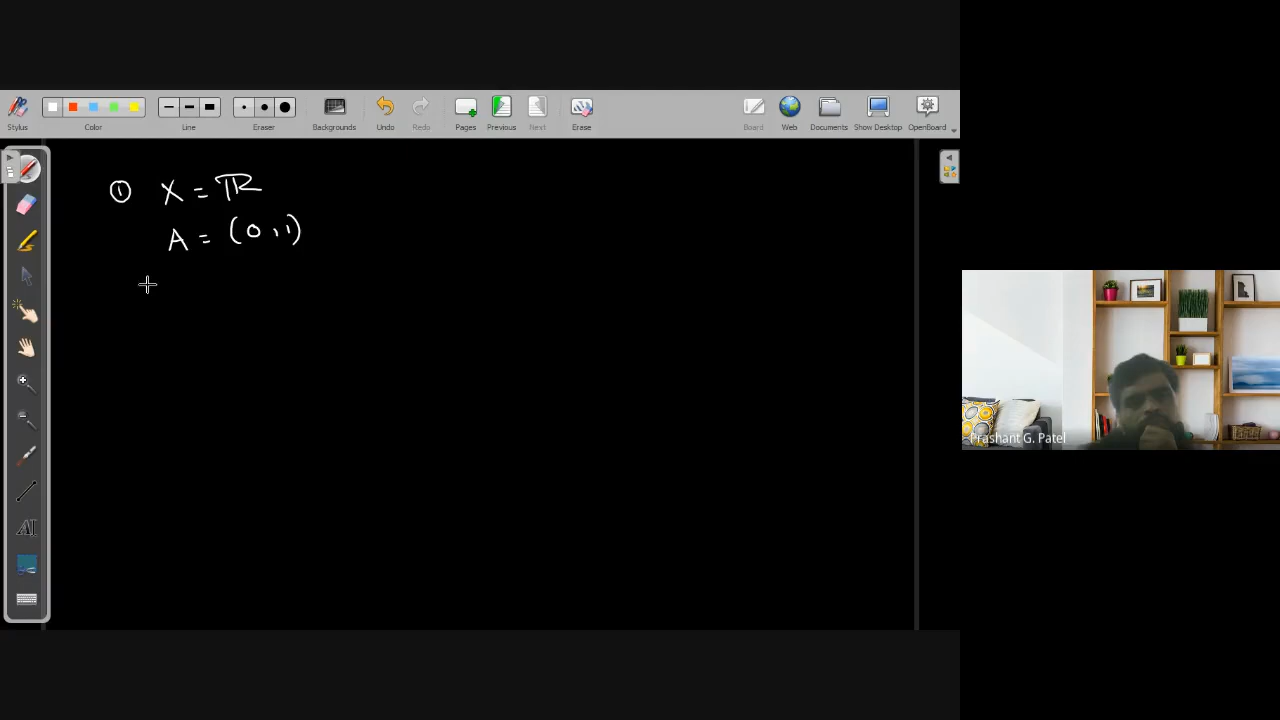 Stylus
Color
Line
Eraser
Backgrounds
Undo
Redo
Pages
Previous
Next
Erase
Board
Web
Documents
Show Desktop
OpenBoard
① X = ℝ
A = (0,1)
AI
Prashant G. Patel